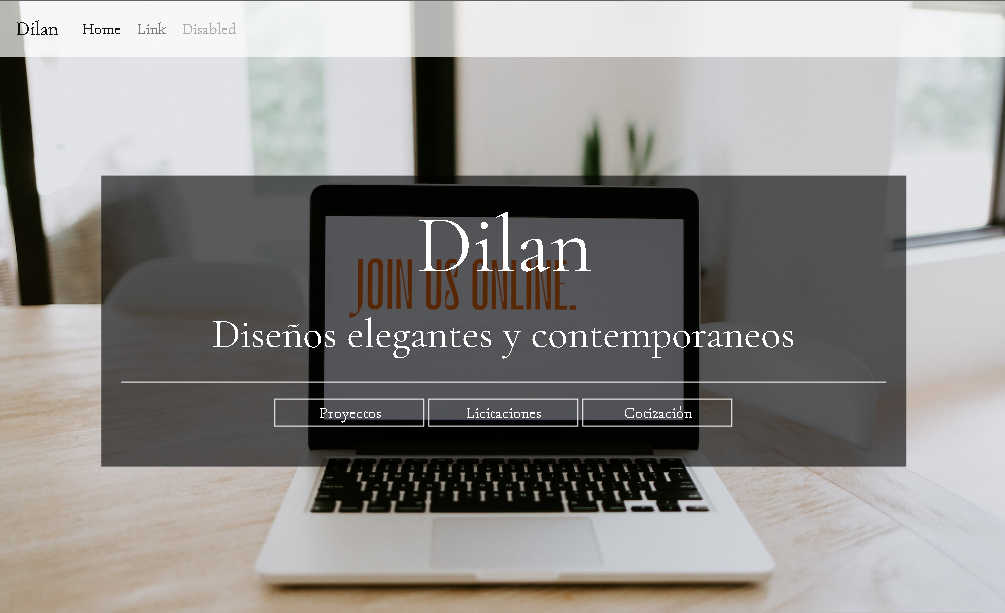 Dilan Home Link Disabled
Dilan
JOIN US ONLINE.
Diseños elegantes y contemporaneos
Proyectos Licitaciones Cotización